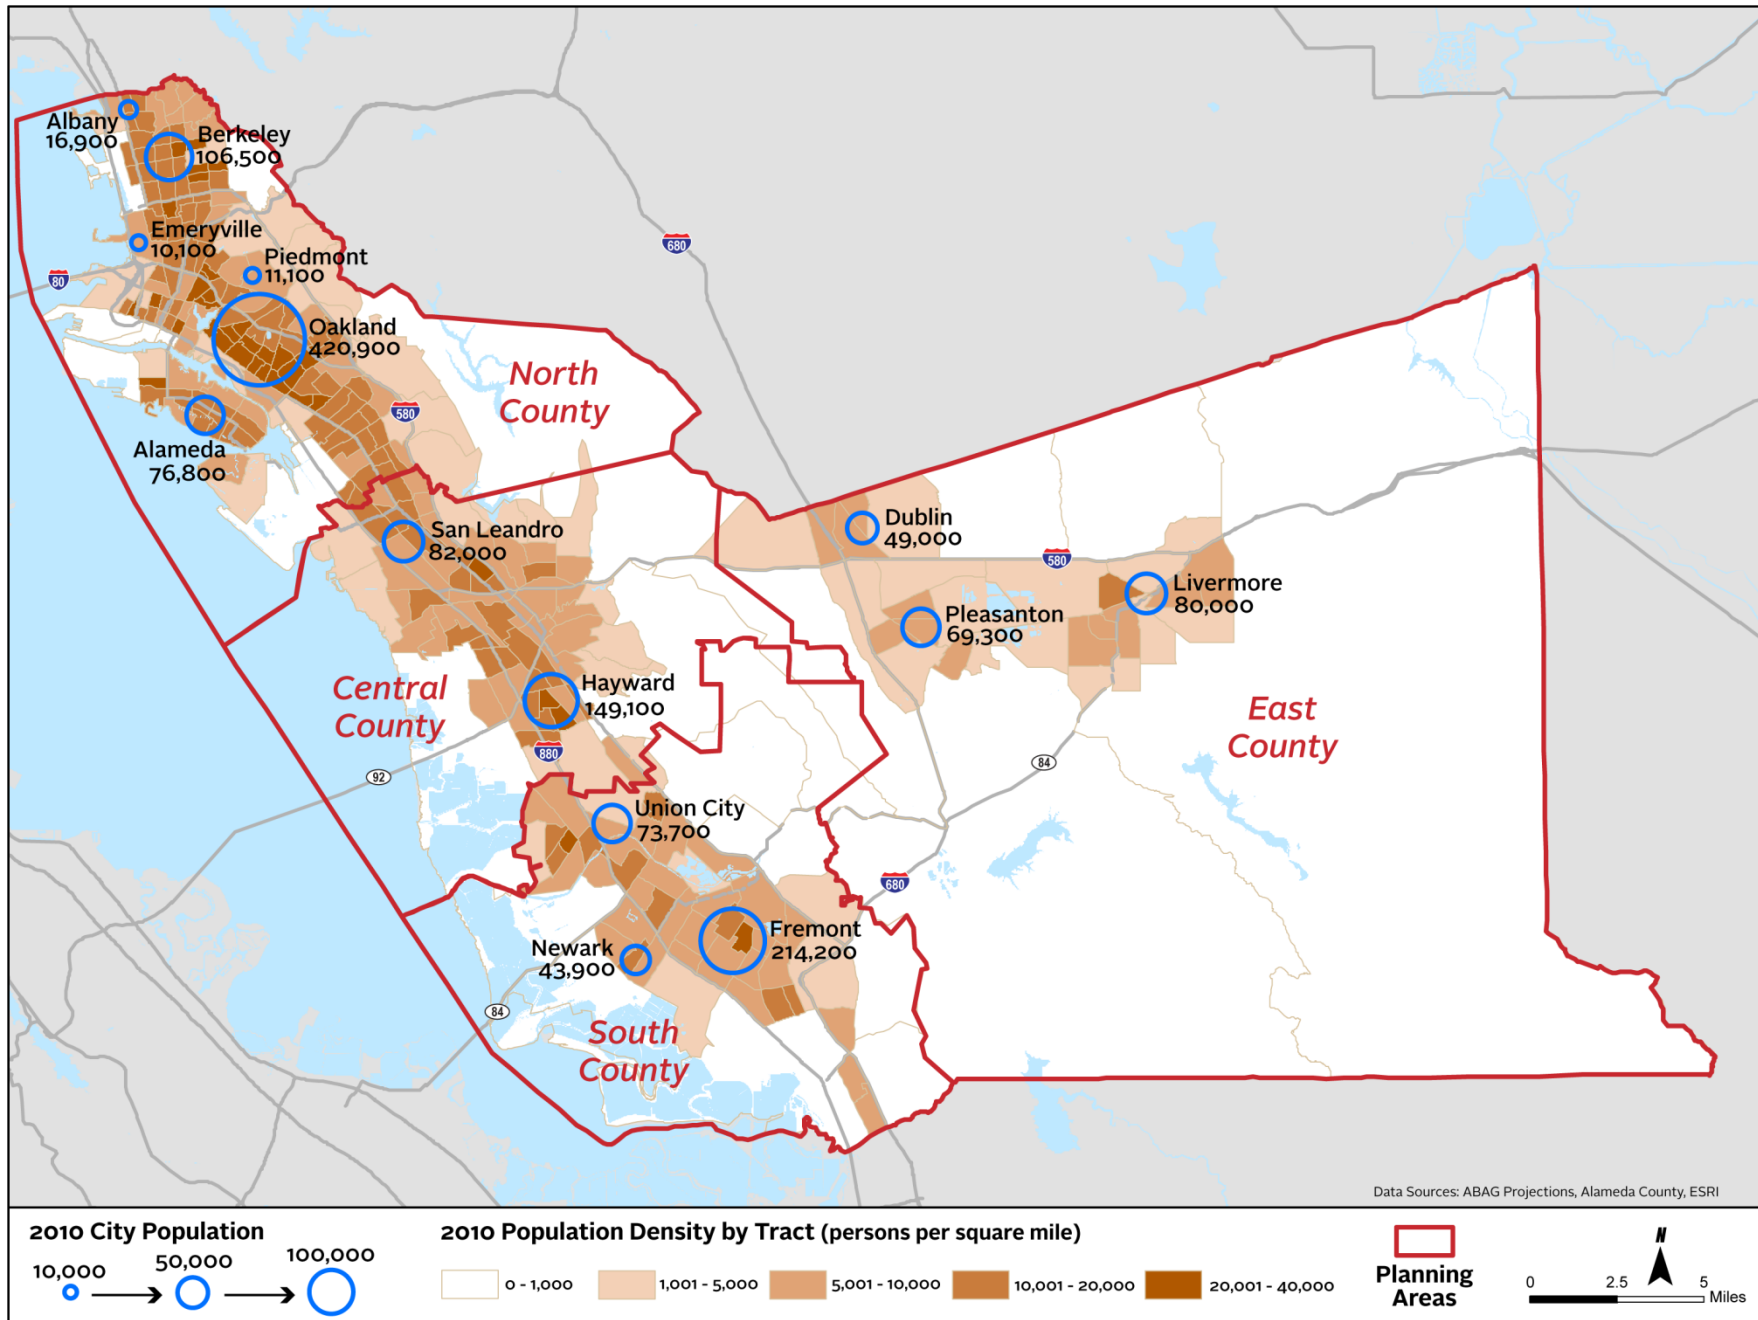 Albany
16,900
Berkeley
106,500
Emeryville
10,100
Piedmont
11,100
680
80
Oakland
420,900
North
County
580
Alameda
76,800
San Leandro
82,000
Dublin
49,000
580
Livermore
80,000
Pleasanton
69,300
Hayward
149,100
Central
County
East
County
880
92
84
Union City
73,700
680
Fremont
214,200
Newark
43,900
84
South
County
Data Sources: ABAG Projections, Alameda County, ESRI
2010 City Population
10,000
50,000
100,000
2010 Population Density by Tract (persons per square mile)
0 - 1,000
1,001 - 5,000
5,001 - 10,000
10,001 - 20,000
20,001 - 40,000
Planning
Areas
N
0 2.5 5
Miles